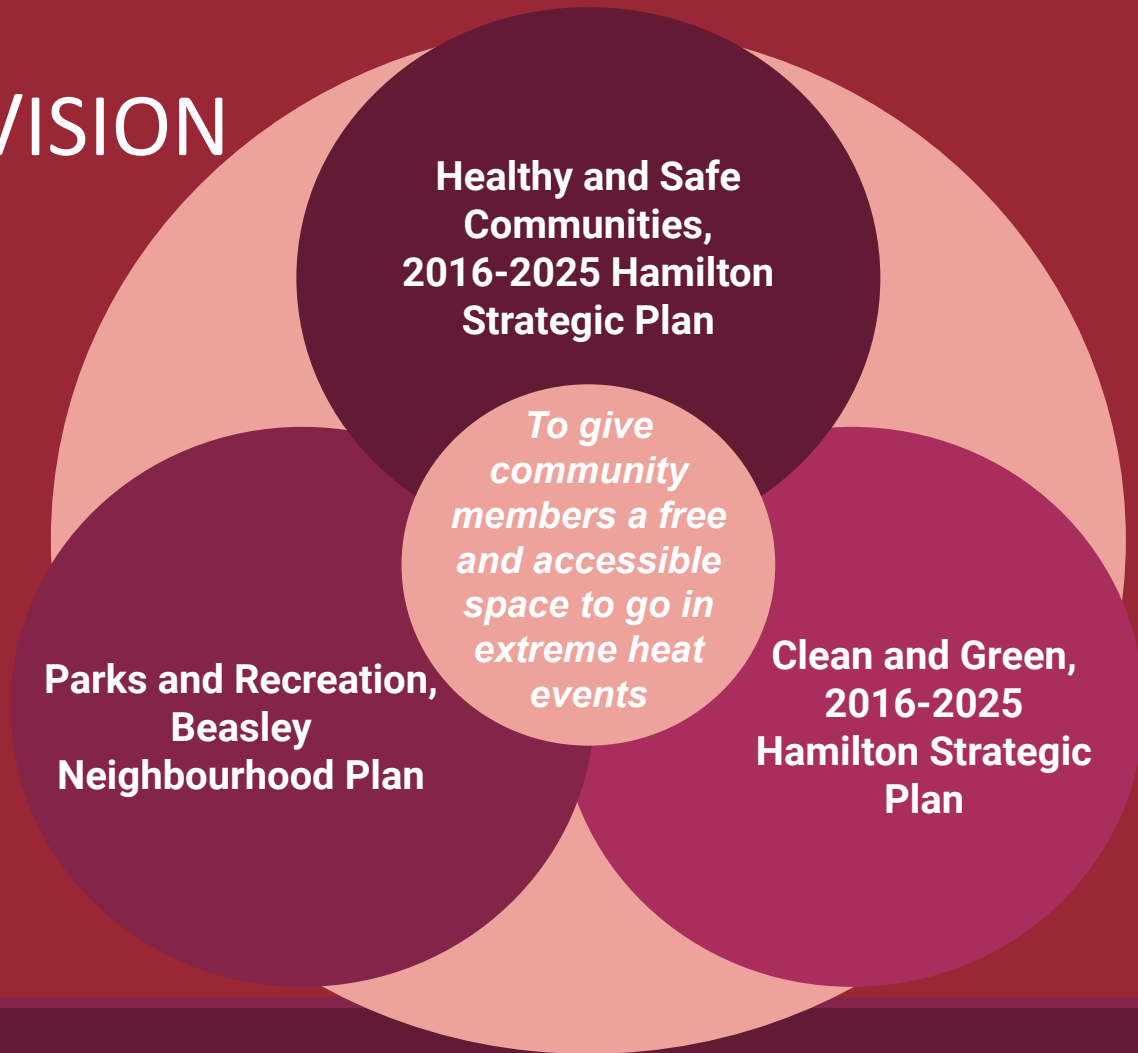 VISION
Healthy and Safe
Communities,
2016-2025 Hamilton
Strategic Plan
To give
community
members a free
and accessible
space to go in
extreme heat
events
Parks and Recreation,
Beasley
Neighbourhood Plan
Clean and Green,
2016-2025
Hamilton Strategic
Plan